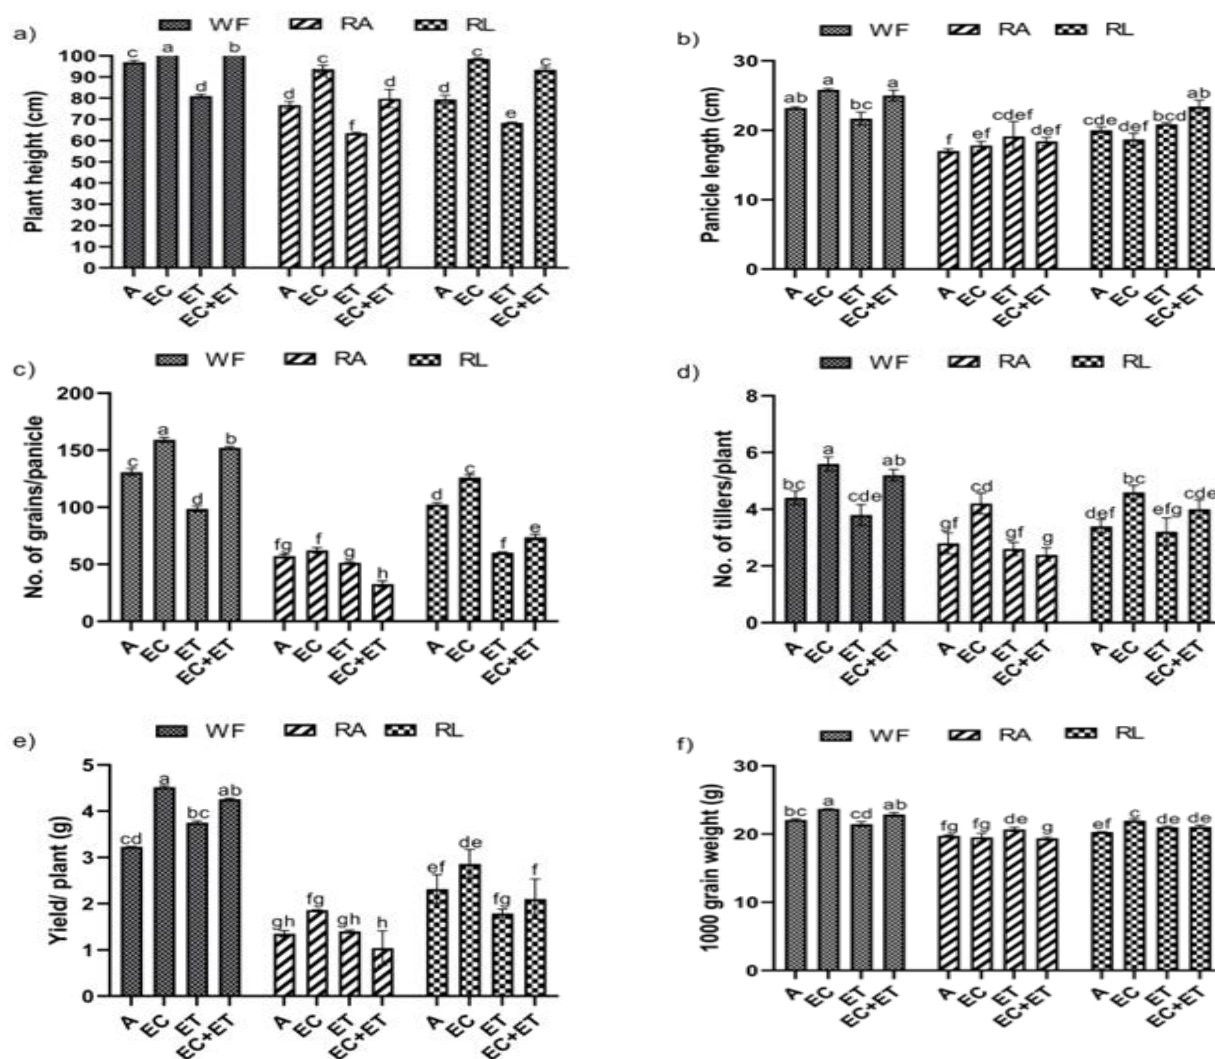 a)
WF RA RL
Plant height (cm)
100
90
80
70
60
50
40
30
20
10
0
c a b d
d c f d
d c e c
A EC ET EC+ET
A EC ET EC+ET
A EC ET EC+ET
b)
WF RA RL
Panicle length (cm)
30
20
10
0
ab a bc a
f ef cdef def
cde def bcd ab
A EC ET EC+ET
A EC ET EC+ET
A EC ET EC+ET
c)
WF RA RL
No. of grains/panicle
200
150
100
50
0
c a d b
fg f g h
d c f e
A EC ET EC+ET
A EC ET EC+ET
A EC ET EC+ET
d)
WF RA RL
No. of tillers/plant
8
6
4
2
0
bc a cde ab
gf cd gf g
def bc efg cde
A EC ET EC+ET
A EC ET EC+ET
A EC ET EC+ET
e)
WF RA RL
Yield/ plant (g)
5
4
3
2
1
0
cd a bc ab
gh fg gh h
ef de fg f
A EC ET EC+ET
A EC ET EC+ET
A EC ET EC+ET
f)
WF RA RL
1000 grain weight (g)
30
20
10
0
bc a cd ab
fg fg de g
ef c de de
A EC ET EC+ET
A EC ET EC+ET
A EC ET EC+ET